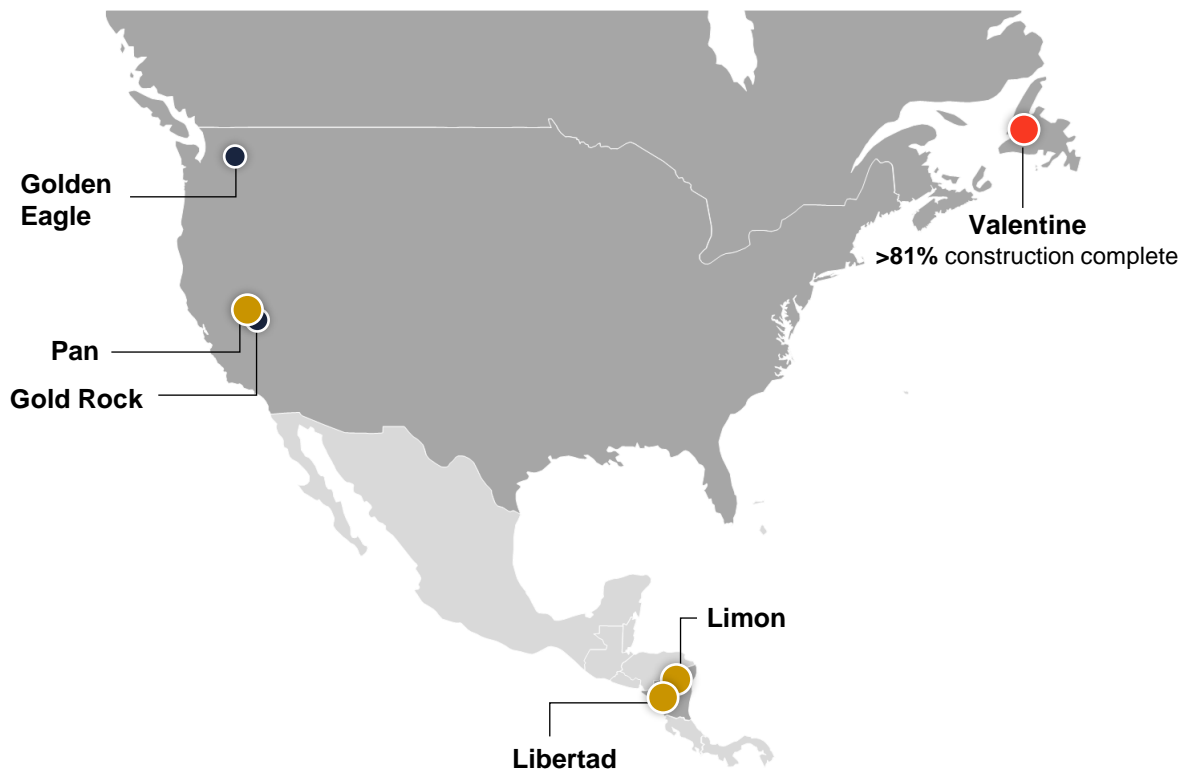 Golden
Eagle
Valentine
>81% construction complete
Pan
Gold Rock
Limon
Libertad